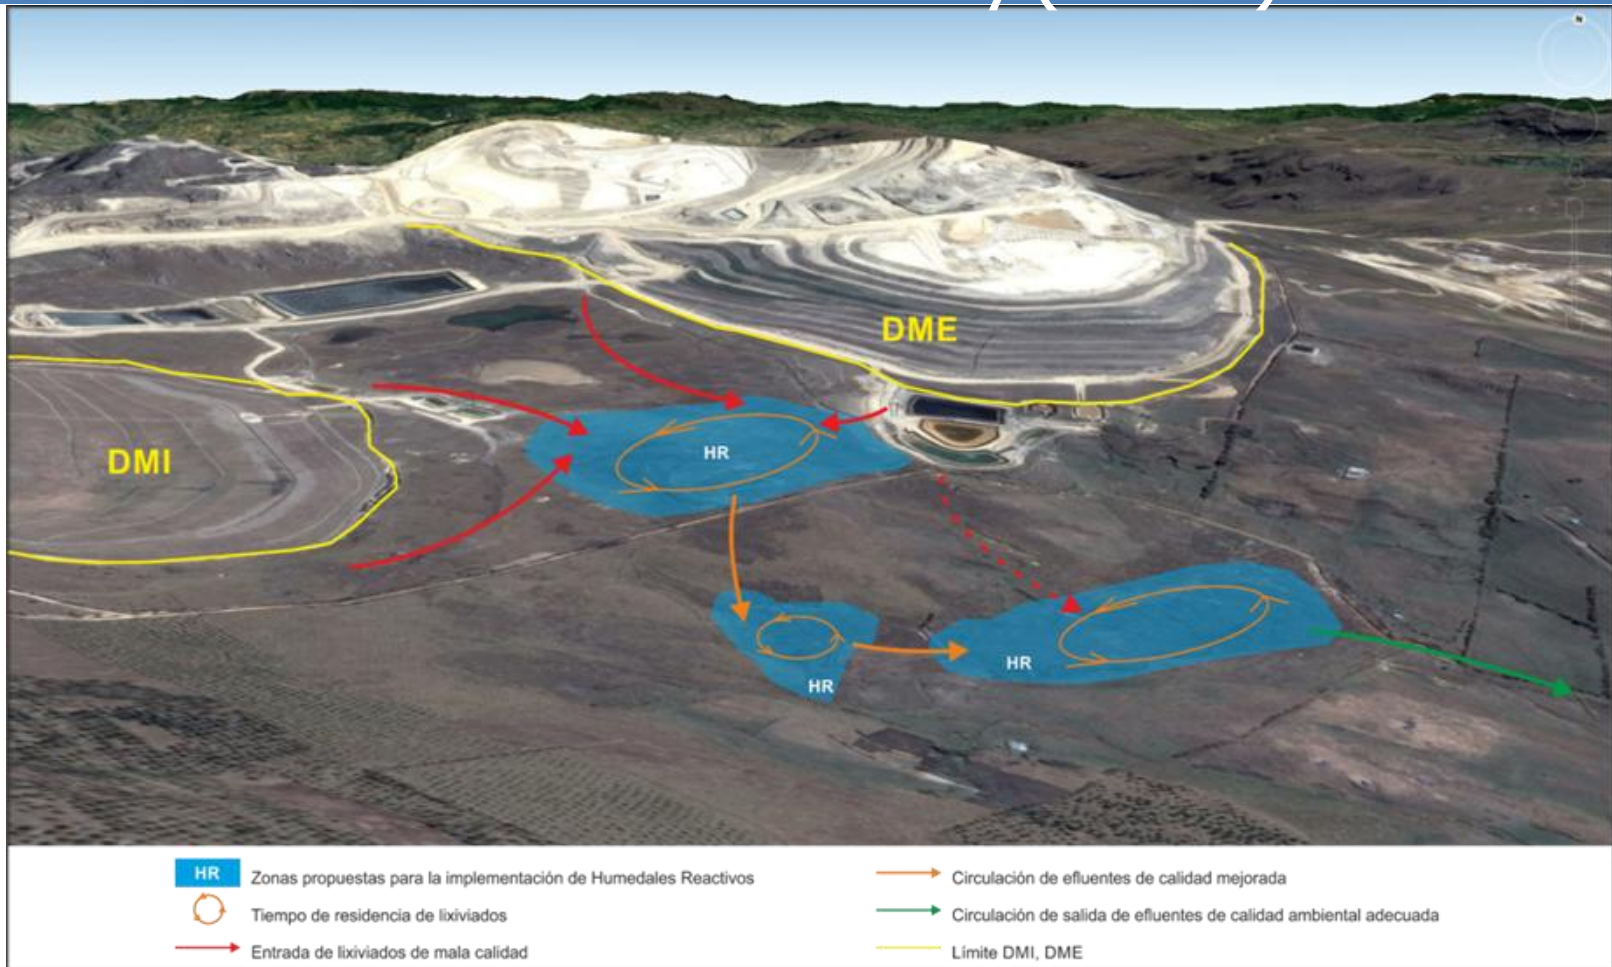 N
DME
DMI
HR
HR
HR
HR
Zonas propuestas para la implementación de Humedales Reactivos
Tiempo de residencia de lixiviados
Entrada de lixiviados de mala calidad
Circulación de efluentes de calidad mejorada
Circulación de salida de efluentes de calidad ambiental adecuada
Límite DMI, DME